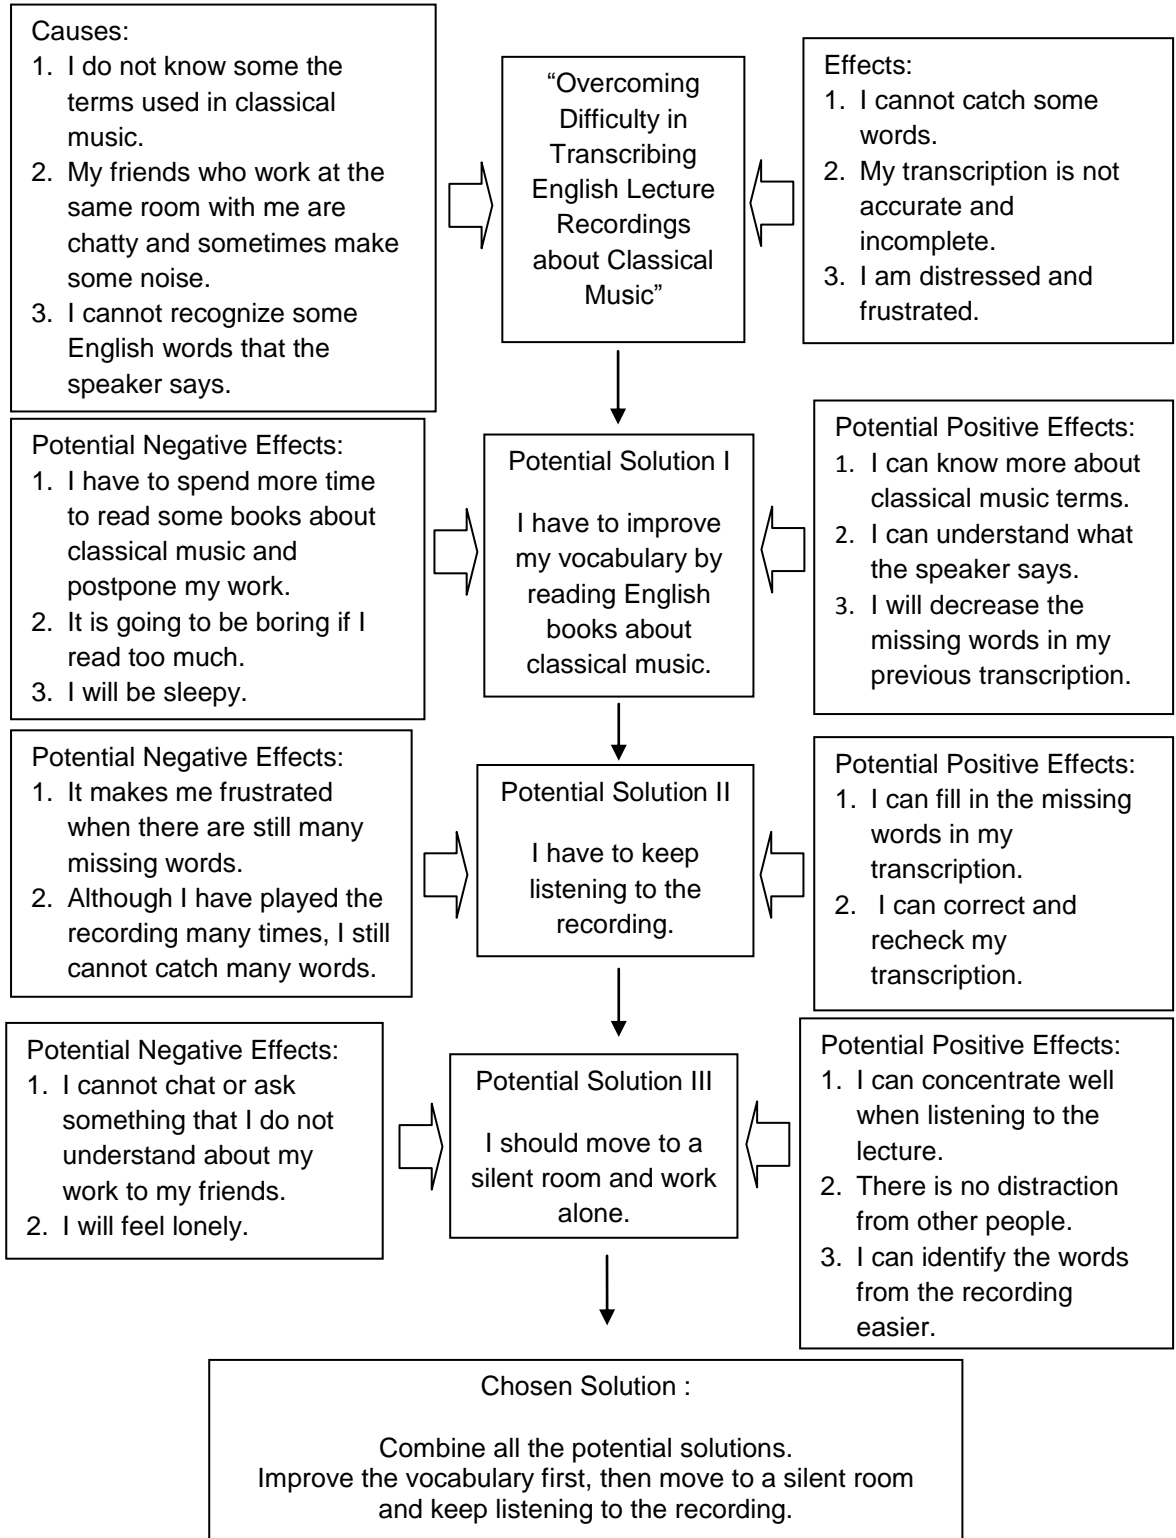 Causes:
1. I do not know some the
terms used in classical
music.
2. My friends who work at the
same room with me are
chatty and sometimes make
some noise.
3. I cannot recognize some
English words that the
speaker says.
“Overcoming
Difficulty in
Transcribing
English Lecture
Recordings
about Classical
Music”
Effects:
1. I cannot catch some
words.
2. My transcription is not
accurate and
incomplete.
3. I am distressed and
frustrated.
Potential Negative Effects:
1. I have to spend more time
to read some books about
classical music and
postpone my work.
2. It is going to be boring if I
read too much.
3. I will be sleepy.
Potential Solution I
I have to improve
my vocabulary by
reading English
books about
classical music.
Potential Positive Effects:
1. I can know more about
classical music terms.
2. I can understand what
the speaker says.
3. I will decrease the
missing words in my
previous transcription.
Potential Negative Effects:
1. It makes me frustrated
when there are still many
missing words.
2. Although I have played the
recording many times, I still
cannot catch many words.
Potential Solution II
I have to keep
listening to the
recording.
Potential Positive Effects:
1. I can fill in the missing
words in my
transcription.
2. I can correct and
recheck my
transcription.
Potential Negative Effects:
1. I cannot chat or ask
something that I do not
understand about my
work to my friends.
2. I will feel lonely.
Potential Solution III
I should move to a
silent room and work
alone.
Potential Positive Effects:
1. I can concentrate well
when listening to the
lecture.
2. There is no distraction
from other people.
3. I can identify the words
from the recording
easier.
Chosen Solution :
Combine all the potential solutions.
Improve the vocabulary first, then move to a silent room
and keep listening to the recording.